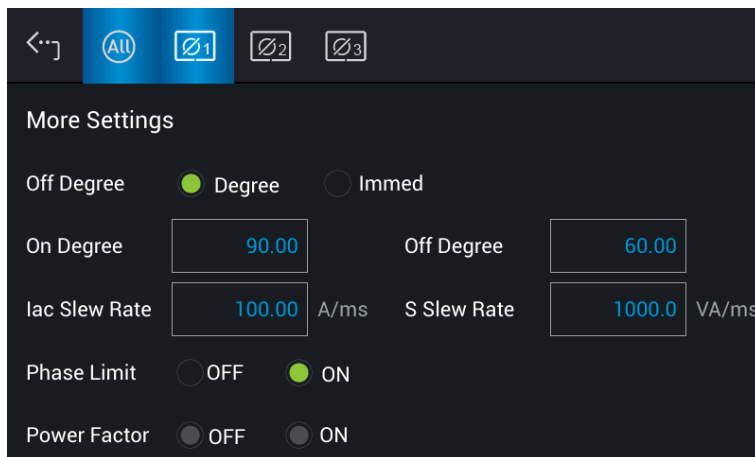 All Ø1 Ø2 Ø3
More Settings
Off Degree Degree Immed
On Degree 90.00 Off Degree 60.00
Iac Slew Rate 100.00 A/ms S Slew Rate 1000.0 VA/ms
Phase Limit OFF ON
Power Factor OFF ON